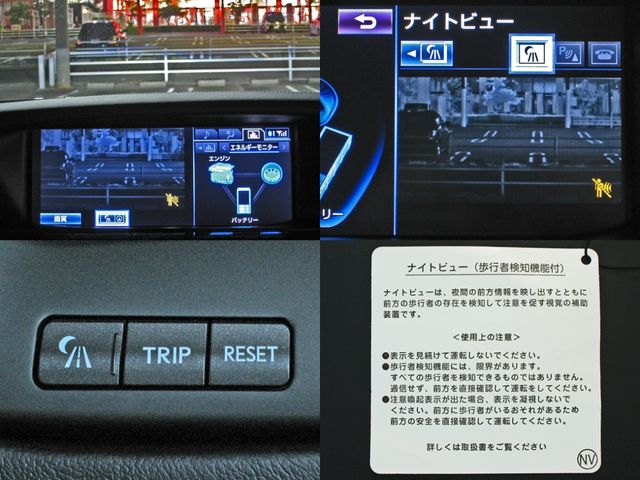 エネルギーモニター
エンジン
バッテリー
画質
ナイトビュー
リー
TRIP
RESET
ナイトビュー(歩行者検知機能付)
ナイトビューは、夜間の前方情報を映し出すとともに
前方の歩行者の存在を検知して注意を促す視覚の補助
装置です。
<使用上の注意>
●表示を見続けて運転しないでください。
●歩行者検知機能には、限界があります。
すべての歩行者を検知できるものではありません。
過信せず、前方を直接確認して運転をしてください。
●注意喚起表示が出た場合、表示を凝視しないで
ください。前方に歩行者がいるおそれがあるため
前方の安全を直接確認して運転してください。
詳しくは取扱書をご覧ください
NV